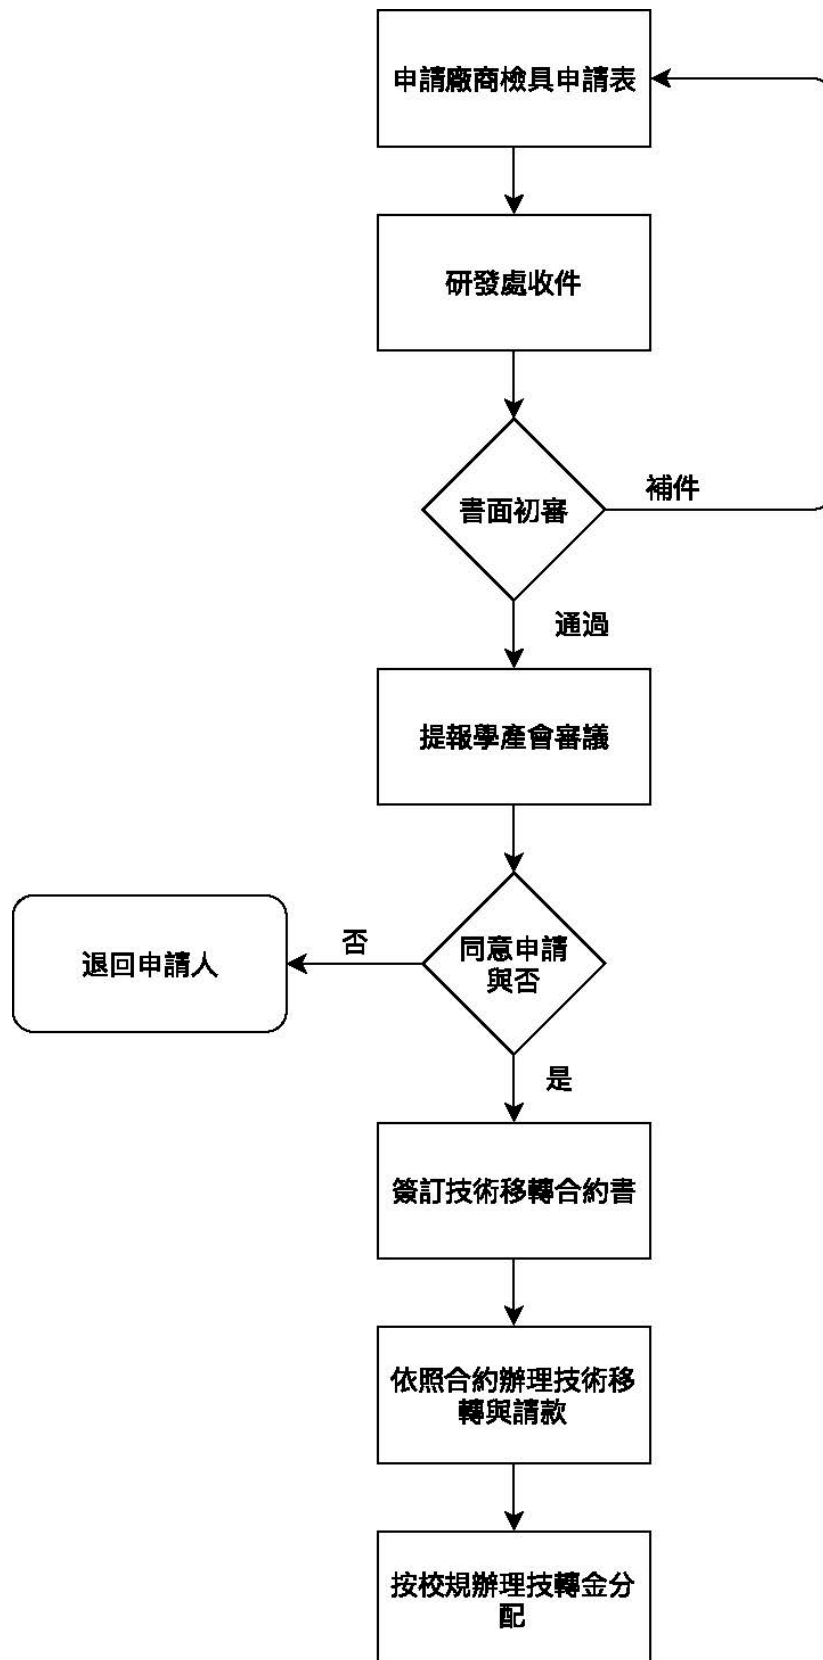 申請廠商檢具申請表
研發處收件
書面初審
補件
通過
提報學產會審議
否
退回申請人
同意申請
與否
是
簽訂技術移轉合約書
依照合約辦理技術移
轉與請款
按校規辦理技轉金分
配